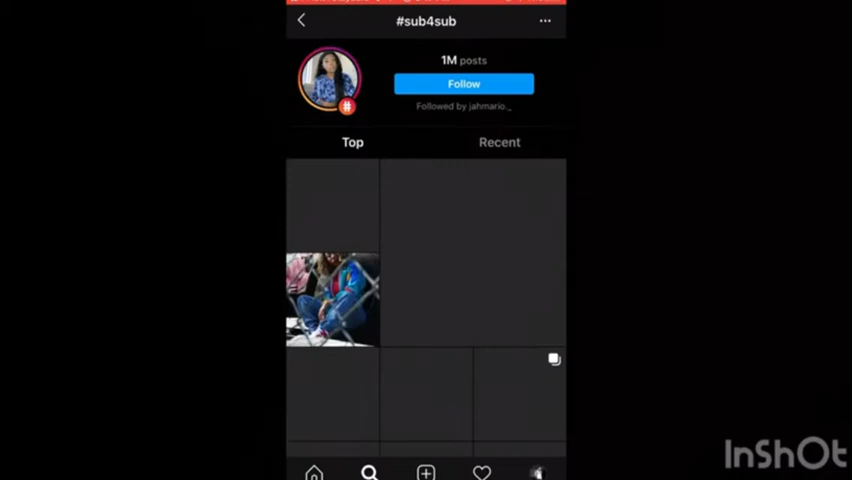 #sub4sub
1M posts
Follow
Followed by jahmario._
Top
Recent
#
InShOt